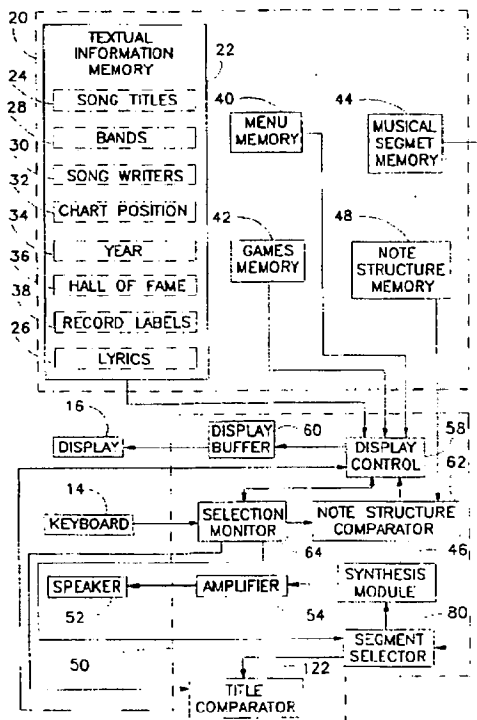 20
TEXTUAL
INFORMATION
MEMORY
22
24
SONG TITLES
28
BANDS
30
SONG WRITERS
32
CHART POSITION
34
YEAR
36
HALL OF FAME
38
RECORD LABELS
26
LYRICS
40
MENU
MEMORY
44
MUSICAL
SEGMET
MEMORY
42
GAMES
MEMORY
48
NOTE
STRUCTURE
MEMORY
16
DISPLAY
DISPLAY
BUFFER
60
DISPLAY
CONTROL
58
62
14
KEYBOARD
SELECTION
MONITOR
NOTE STRUCTURE
COMPARATOR
64
46
SPEAKER
AMPLIFIER
SYNTHESIS
MODULE
52
54
80
SEGMENT
SELECTOR
50
122
TITLE
COMPARATOR